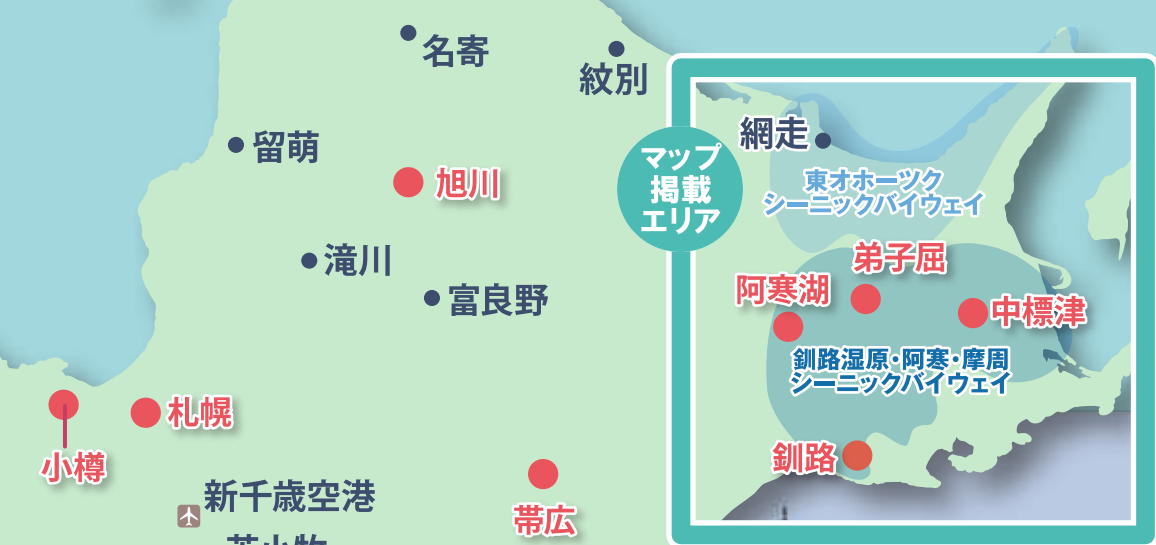 名寄
紋別
留萌
旭川
滝川
富良野
小樽
札幌
新千歳空港
苫小牧
帯広
マップ
掲載
エリア
網走
東オホーツク
シーニックバイウェイ
弟子屈
阿寒湖
中標津
釧路湿原・阿寒・摩周
シーニックバイウェイ
釧路